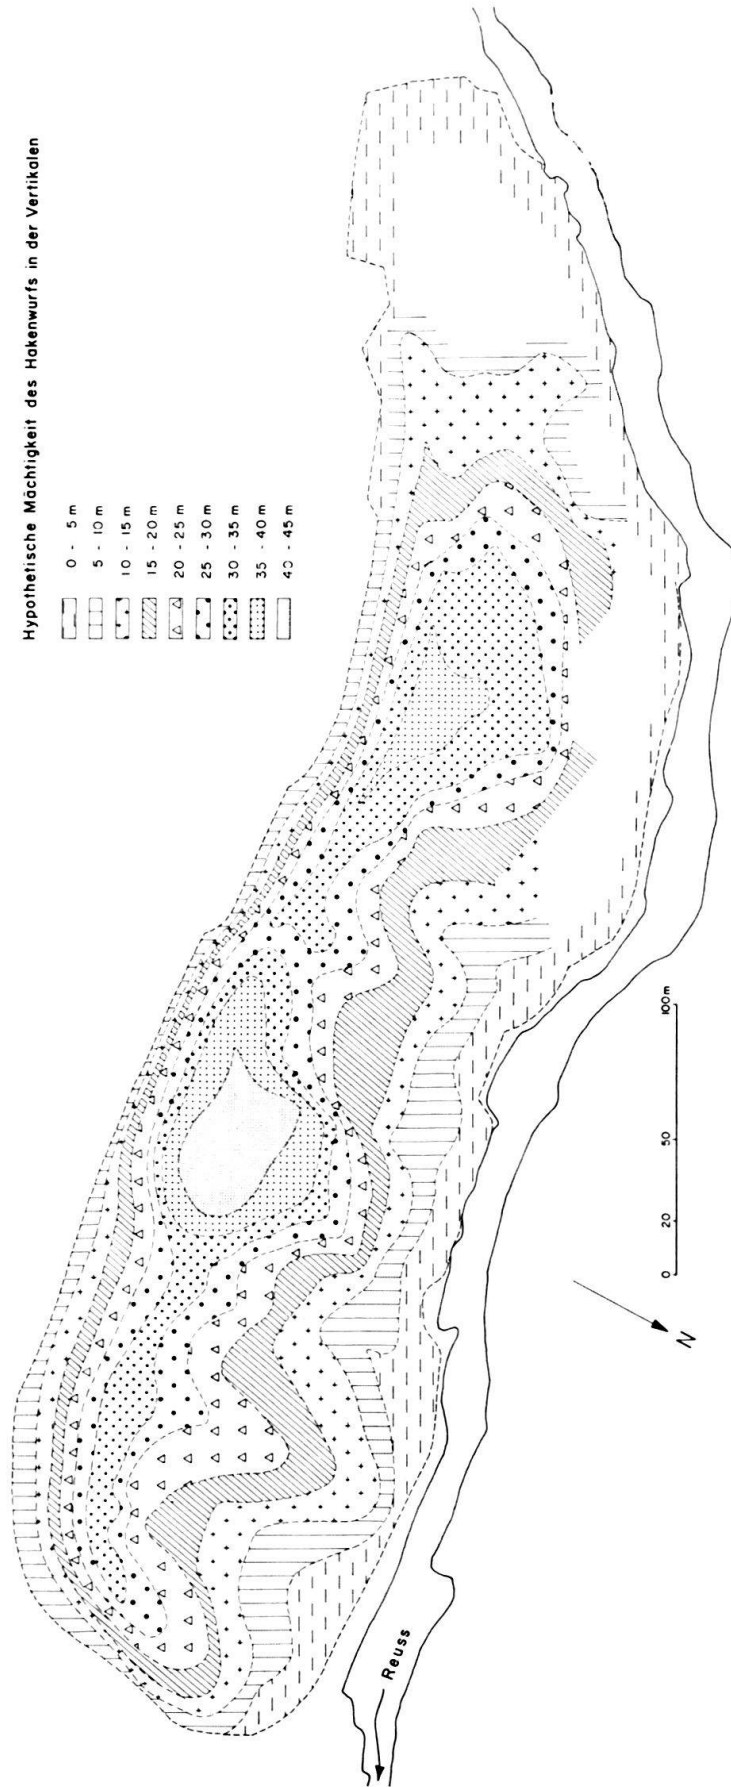 Hypothetische Mächtigkeit des Hakenwurfs in der Vertikalen
0 - 5 m
5 - 10 m
10 - 15 m
15 - 20 m
20 - 25 m
25 - 30 m
30 - 35 m
35 - 40 m
40 - 45 m
0 20 50 100 m
N
Reuss